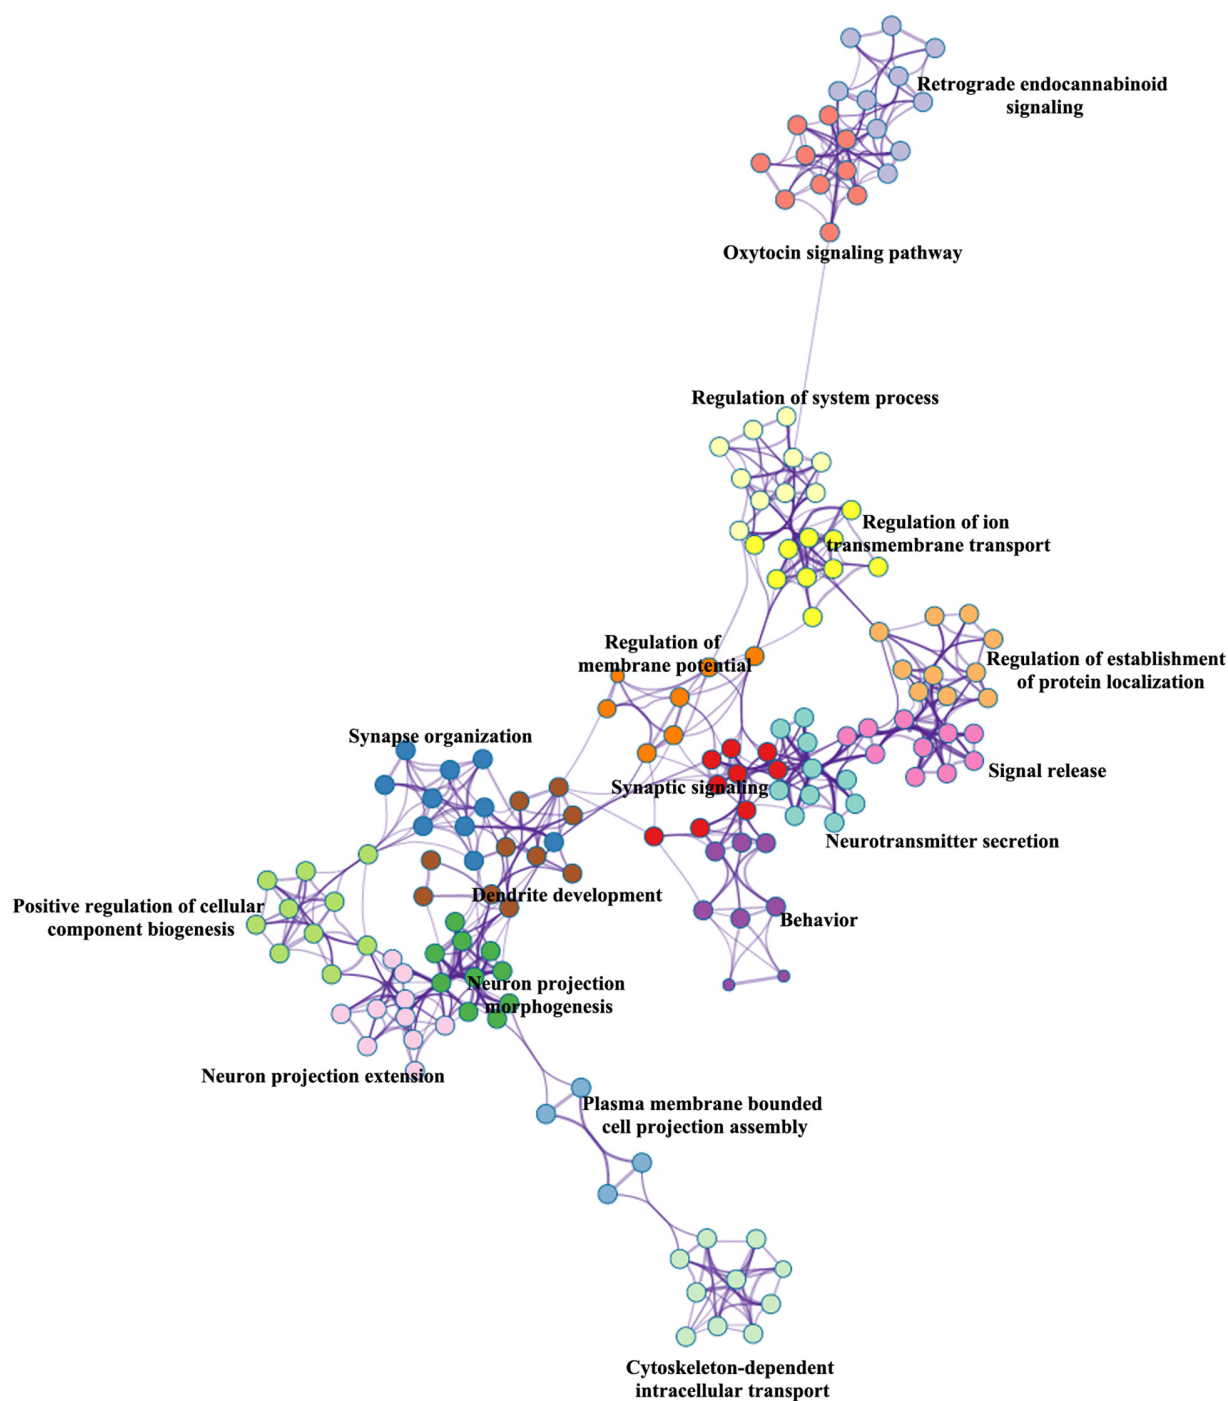 Retrograde endocannabinoid
signaling
Oxytocin signaling pathway
Regulation of system process
Regulation of ion
transmembrane transport
Regulation of
membrane potential
Regulation of establishment
of protein localization
Synapse organization
Signal release
Synaptic signaling
Neurotransmitter secretion
Dendrite development
Positive regulation of cellular
component biogenesis
Behavior
Neuron projection
morphogenesis
Neuron projection extension
Plasma membrane bounded
cell projection assembly
Cytoskeleton-dependent
intracellular transport